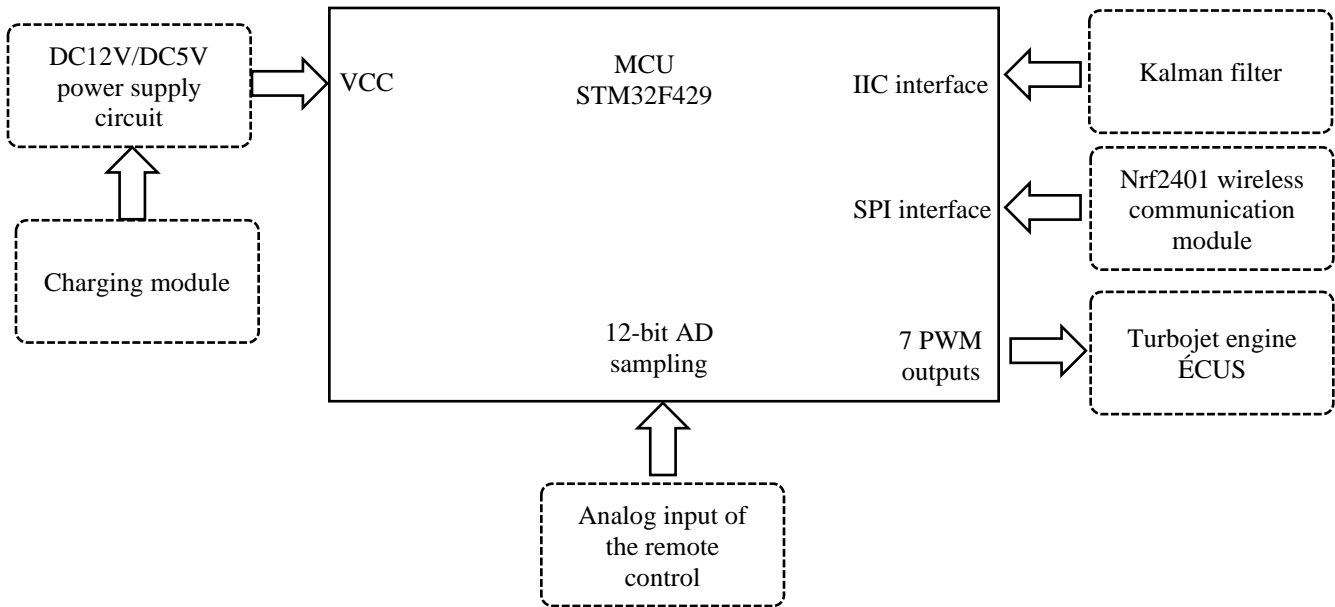 DC12V/DC5V
power supply
circuit
VCC
MCU
STM32F429
IIC interface
Kalman filter
SPI interface
Nrf2401 wireless
communication
module
Charging module
12-bit AD
sampling
7 PWM
outputs
Turbojet engine
ÉCUS
Analog input of
the remote
control